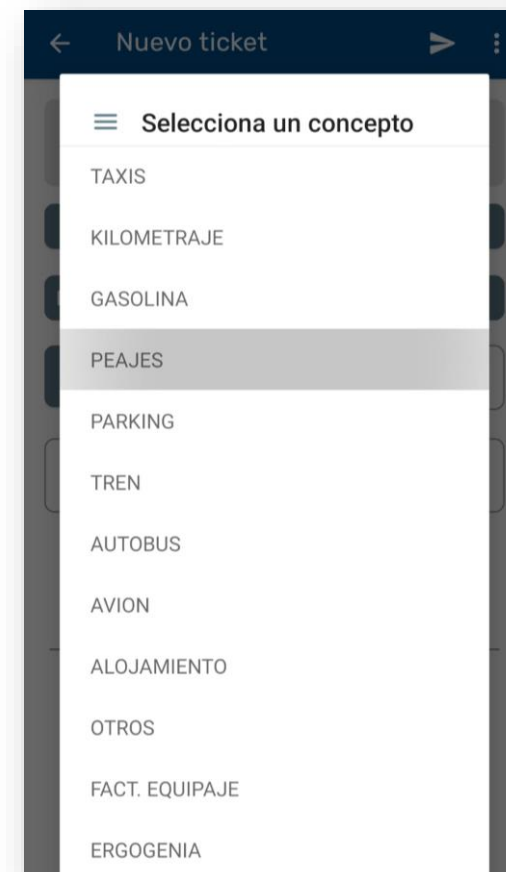 Nuevo ticket
Selecciona un concepto
TAXIS
KILOMETRAJE
GASOLINA
PEAJES
PARKING
TREN
AUTOBUS
AVION
ALOJAMIENTO
OTROS
FACT. EQUIPAJE
ERGOGENIA